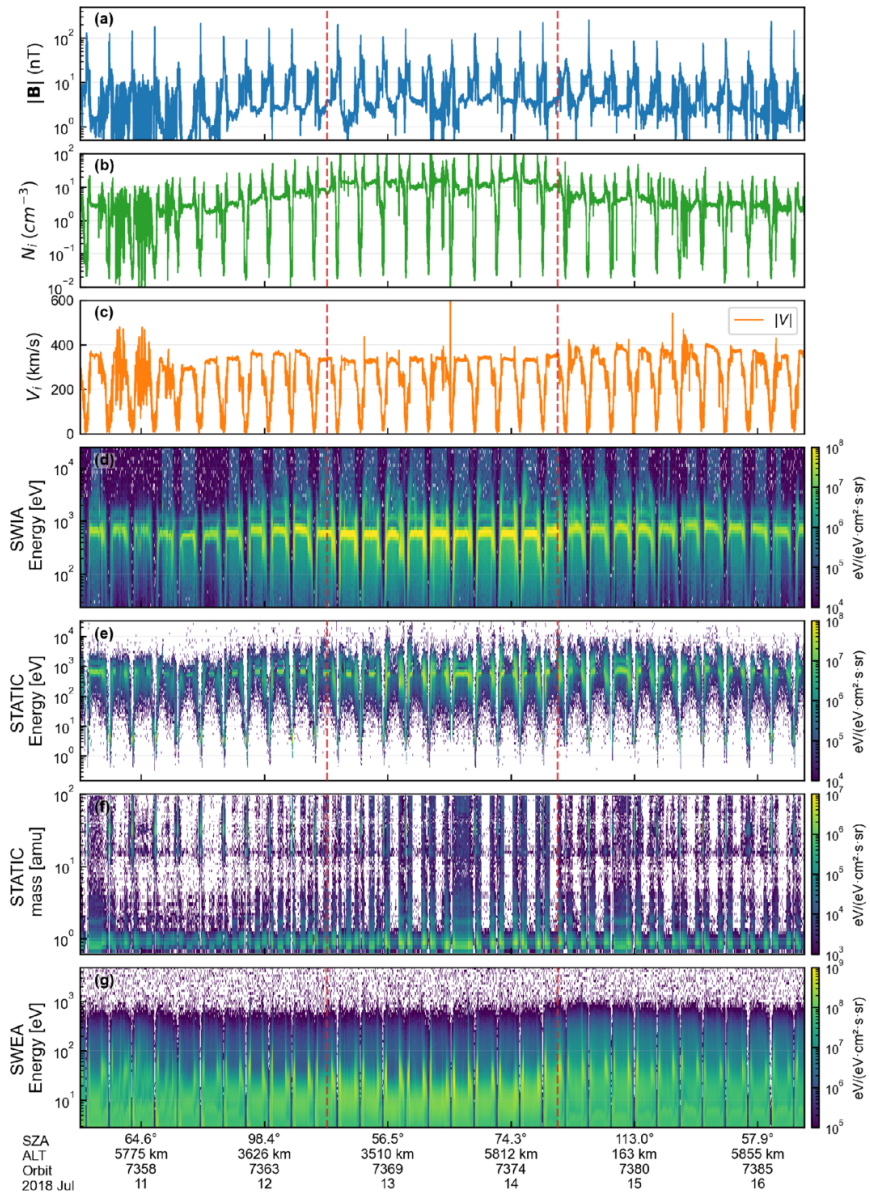 (a)
10²
10¹
10⁰
|B| (nT)
(b)
10²
10¹
10⁰
10⁻¹
10⁻²
Nᵢ (cm⁻³)
(c)
600
400
200
0
Vᵢ (km/s)
|V|
(d)
10⁴
10³
10²
SWIA
Energy [eV]
10⁸
10⁷
10⁶
10⁵
10⁴
eV/(eV·cm²·s·sr)
(e)
10⁴
10³
10²
10¹
10⁰
STATIC
Energy [eV]
10⁸
10⁷
10⁶
10⁵
10⁴
eV/(eV·cm²·s·sr)
(f)
10²
10¹
10⁰
STATIC
mass [amu]
10⁷
10⁶
10⁵
10⁴
10³
eV/(eV·cm²·s·sr)
(g)
10³
10²
10¹
SWEA
Energy [eV]
10⁹
10⁸
10⁷
10⁶
10⁵
eV/(eV·cm²·s·sr)
SZA 64.6° 98.4° 56.5° 74.3° 113.0° 57.9°
ALT 5775 km 3626 km 3510 km 5812 km 163 km 5855 km
Orbit 7358 7363 7369 7374 7380 7385
2018 Jul 11 12 13 14 15 16